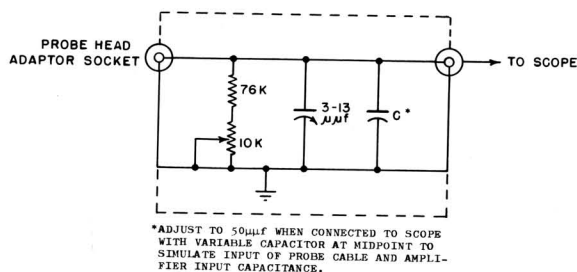 PROBE HEAD
ADAPTOR SOCKET
TO SCOPE
76K
3-13
μμf
C*
10K
*ADJUST TO 50μμf WHEN CONNECTED TO SCOPE
WITH VARIABLE CAPACITOR AT MIDPOINT TO
SIMULATE INPUT OF PROBE CABLE AND AMPLI-
FIER INPUT CAPACITANCE.